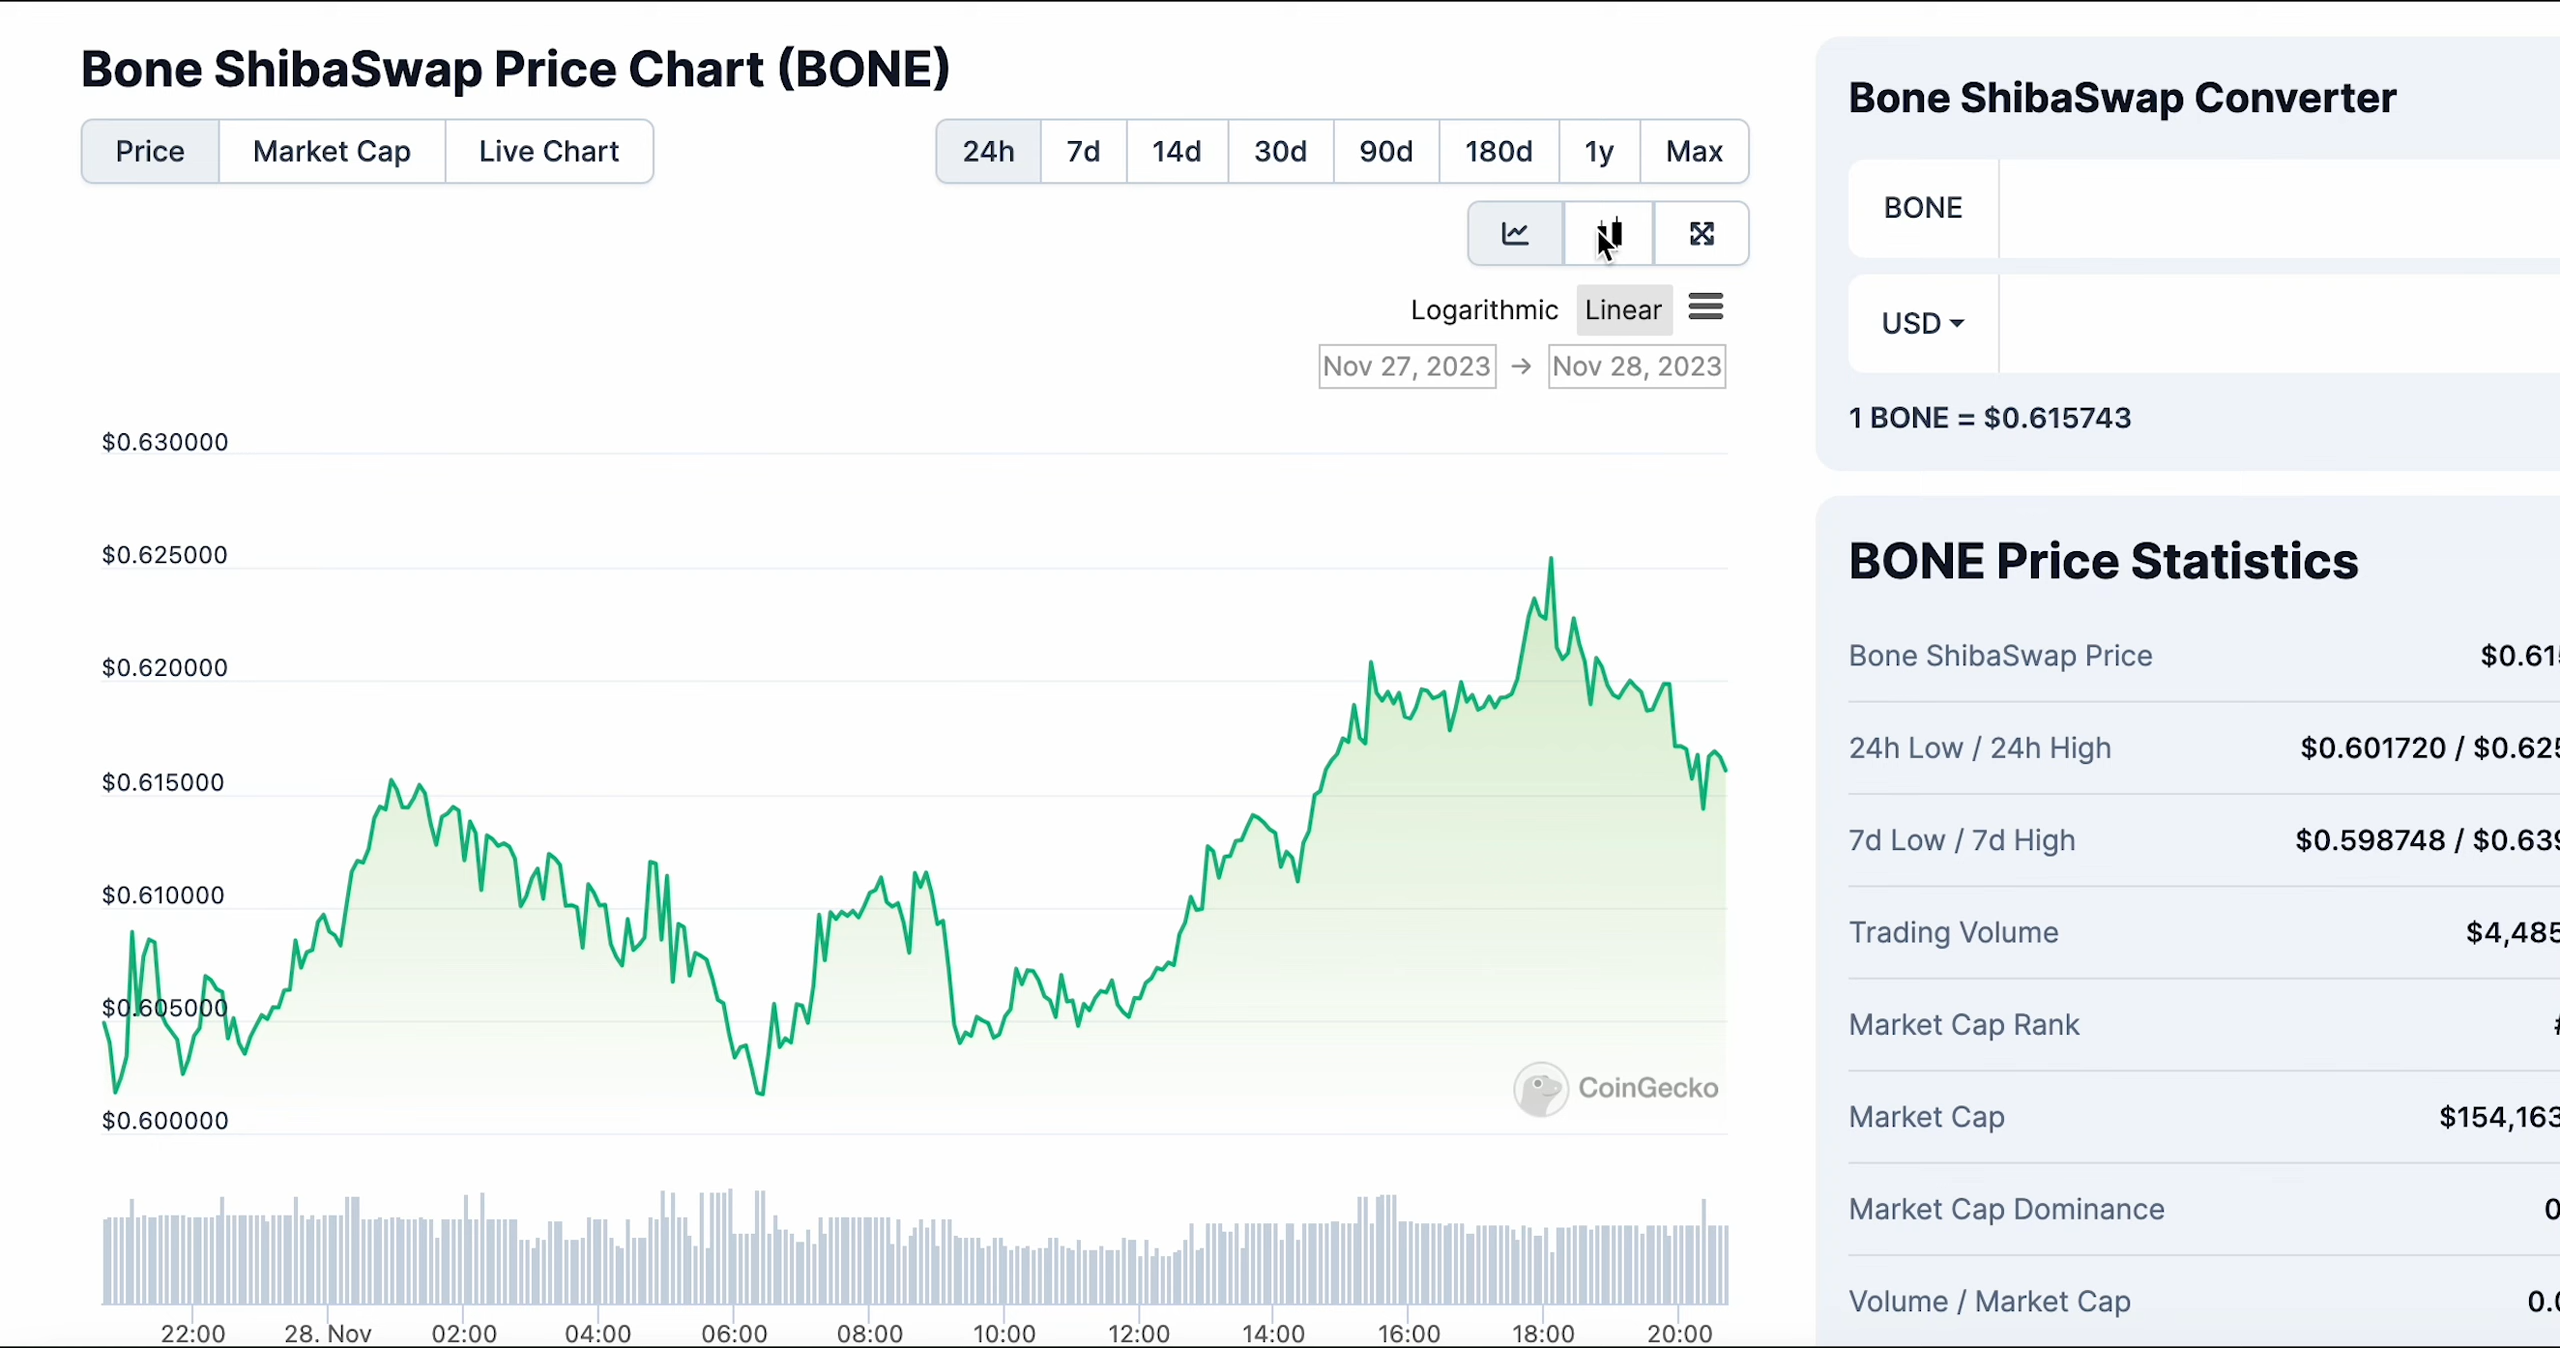 Bone ShibaSwap Price Chart (BONE)
Price
Market Cap
Live Chart
24h
7d
14d
30d
90d
180d
1y
Max
Logarithmic
Linear
Nov 27, 2023 → Nov 28, 2023
$0.630000
$0.625000
$0.620000
$0.615000
$0.610000
$0.605000
$0.600000
CoinGecko
22:00
28. Nov
02:00
04:00
06:00
08:00
10:00
12:00
14:00
16:00
18:00
20:00
Bone ShibaSwap Converter
BONE
USD
1 BONE = $0.615743
BONE Price Statistics
Bone ShibaSwap Price $0.61
24h Low / 24h High $0.601720 / $0.625
7d Low / 7d High $0.598748 / $0.639
Trading Volume $4,485
Market Cap Rank
Market Cap $154,163
Market Cap Dominance 0
Volume / Market Cap 0.0